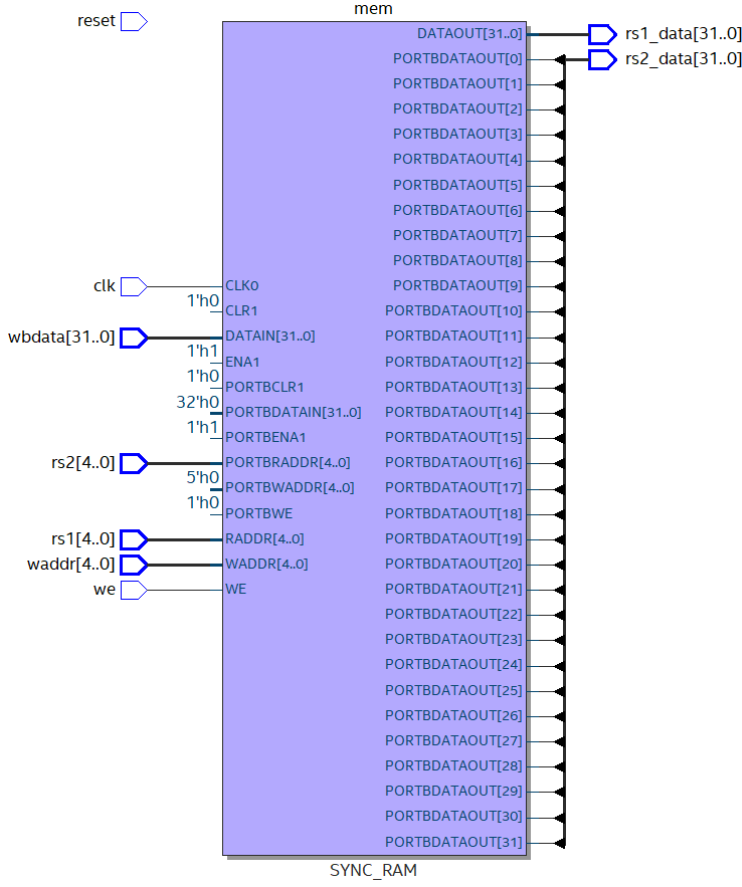 mem
reset
DATAOUT[31..0] rs1_data[31..0]
PORTBDATAOUT[0] rs2_data[31..0]
PORTBDATAOUT[1]
PORTBDATAOUT[2]
PORTBDATAOUT[3]
PORTBDATAOUT[4]
PORTBDATAOUT[5]
PORTBDATAOUT[6]
PORTBDATAOUT[7]
PORTBDATAOUT[8]
clk CLK0 PORTBDATAOUT[9]
1'h0 CLR1 PORTBDATAOUT[10]
wbdata[31..0] DATAIN[31..0] PORTBDATAOUT[11]
1'h1 ENA1 PORTBDATAOUT[12]
1'h0 PORTBCLR1 PORTBDATAOUT[13]
32'h0 PORTBDATAIN[31..0] PORTBDATAOUT[14]
1'h1 PORTBENA1 PORTBDATAOUT[15]
rs2[4..0] PORTBRADDR[4..0] PORTBDATAOUT[16]
5'h0 PORTBWADDR[4..0] PORTBDATAOUT[17]
1'h0 PORTBWE PORTBDATAOUT[18]
rs1[4..0] RADDR[4..0] PORTBDATAOUT[19]
waddr[4..0] WADDR[4..0] PORTBDATAOUT[20]
we WE PORTBDATAOUT[21]
PORTBDATAOUT[22]
PORTBDATAOUT[23]
PORTBDATAOUT[24]
PORTBDATAOUT[25]
PORTBDATAOUT[26]
PORTBDATAOUT[27]
PORTBDATAOUT[28]
PORTBDATAOUT[29]
PORTBDATAOUT[30]
PORTBDATAOUT[31]
SYNC_RAM